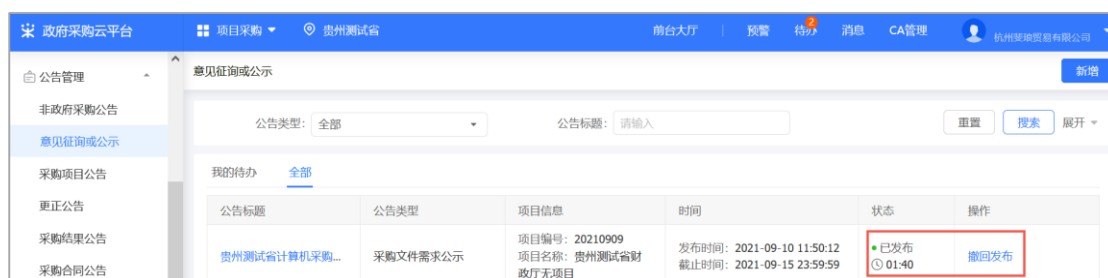 政府采购云平台 项目采购 贵州测试省 前台大厅 预警 待办 2 消息 CA管理 杭州斐琅贸易有限公司
公告管理 意见征询或公示 新增
非政府采购公告 公告类型: 全部 公告标题: 请输入 重置 搜索 展开
意见征询或公示
采购项目公告 我的待办 全部
更正公告 公告标题 公告类型 项目信息 时间 状态 操作
采购结果公告
采购合同公告
贵州测试省计算机采购... 采购文件需求公示
项目编号: 20210909
项目名称: 贵州测试省财
政厅无项目
发布时间: 2021-09-10 11:50:12
截止时间: 2021-09-15 23:59:59
已发布
01:40
撤回发布